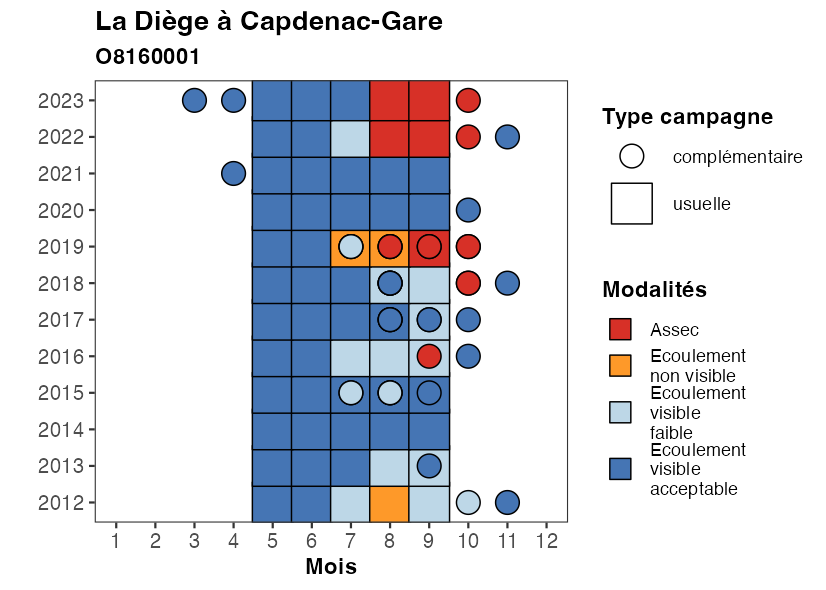 La Diège à Capdenac-Gare
O8160001
2023
2022
2021
2020
2019
2018
2017
2016
2015
2014
2013
2012
1 2 3 4 5 6 7 8 9 10 11 12
Mois
Type campagne
complémentaire
usuelle
Modalités
Assec
Ecoulement
non visible
Ecoulement
visible
faible
Ecoulement
visible
acceptable